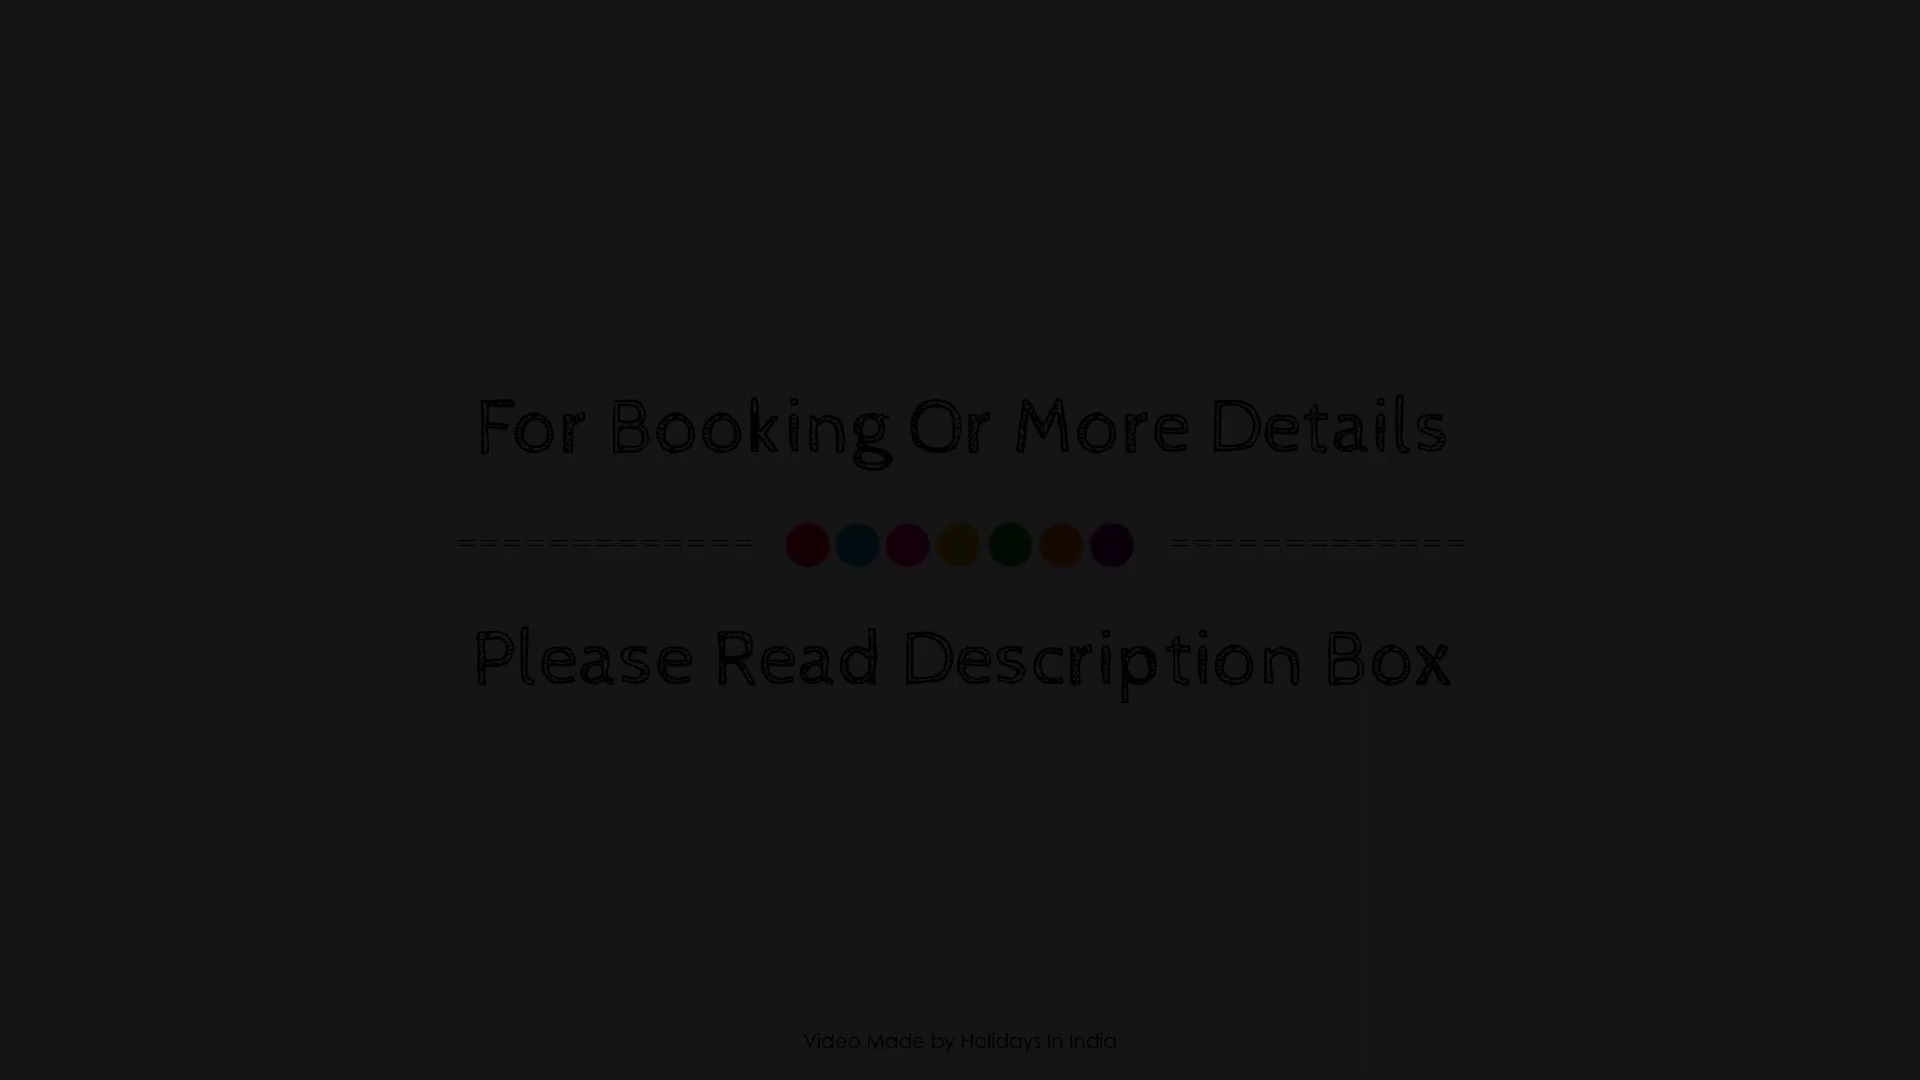 For Booking Or More Details
============= =============
Please Read Description Box
Video Made by Holidays In India